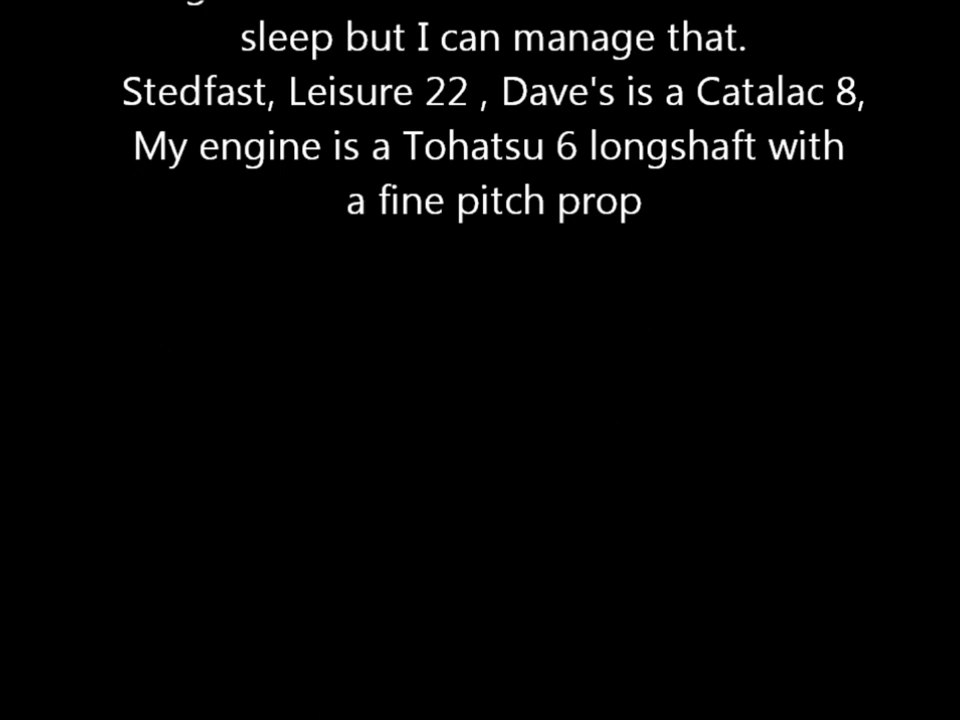 sleep but I can manage that.
Stedfast, Leisure 22 , Dave's is a Catalac 8,
My engine is a Tohatsu 6 longshaft with
a fine pitch prop